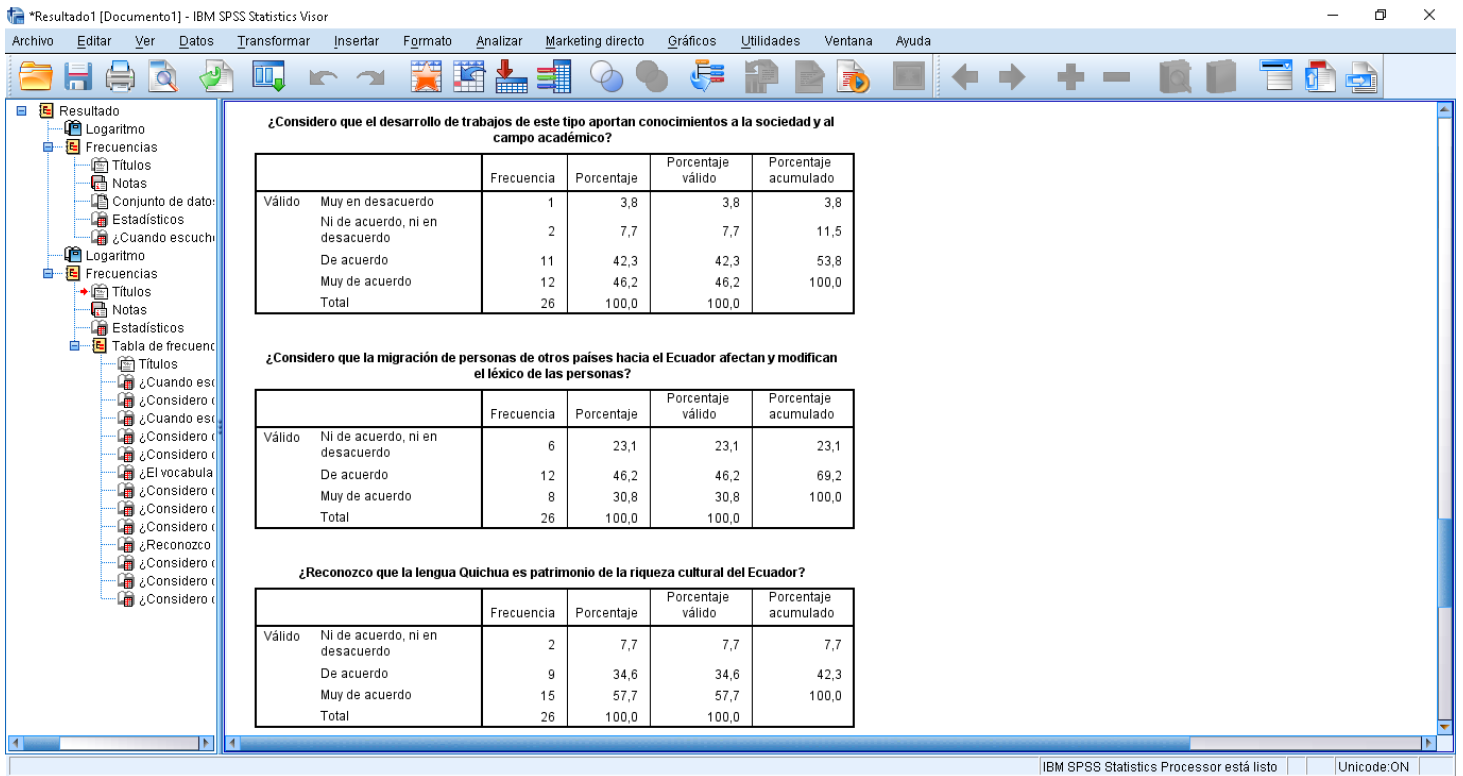 *Resultado1 [Documento1] - IBM SPSS Statistics Visor
Archivo Editar Ver Datos Transformar Insertar Formato Analizar Marketing directo Gráficos Utilidades Ventana Ayuda
Resultado
Logaritmo
Frecuencias
Títulos
Notas
Conjunto de dato
Estadísticos
¿Cuando escuch
Logaritmo
Frecuencias
Títulos
Notas
Estadísticos
Tabla de frecuenc
Títulos
¿Cuando esc
¿Considero
¿Cuando esc
¿Considero
¿Considero
¿El vocabula
¿Considero
¿Considero
¿Considero
¿Reconozco
¿Considero
¿Considero
¿Considero
¿Considero que el desarrollo de trabajos de este tipo aportan conocimientos a la sociedad y al
campo académico?
Frecuencia Porcentaje Porcentaje válido Porcentaje acumulado
Válido Muy en desacuerdo 1 3,8 3,8 3,8
Ni de acuerdo, ni en desacuerdo 2 7,7 7,7 11,5
De acuerdo 11 42,3 42,3 53,8
Muy de acuerdo 12 46,2 46,2 100,0
Total 26 100,0 100,0
¿Considero que la migración de personas de otros países hacia el Ecuador afectan y modifican
el léxico de las personas?
Frecuencia Porcentaje Porcentaje válido Porcentaje acumulado
Válido Ni de acuerdo, ni en desacuerdo 6 23,1 23,1 23,1
De acuerdo 12 46,2 46,2 69,2
Muy de acuerdo 8 30,8 30,8 100,0
Total 26 100,0 100,0
¿Reconozco que la lengua Quichua es patrimonio de la riqueza cultural del Ecuador?
Frecuencia Porcentaje Porcentaje válido Porcentaje acumulado
Válido Ni de acuerdo, ni en desacuerdo 2 7,7 7,7 7,7
De acuerdo 9 34,6 34,6 42,3
Muy de acuerdo 15 57,7 57,7 100,0
Total 26 100,0 100,0
IBM SPSS Statistics Processor está listo Unicode:ON